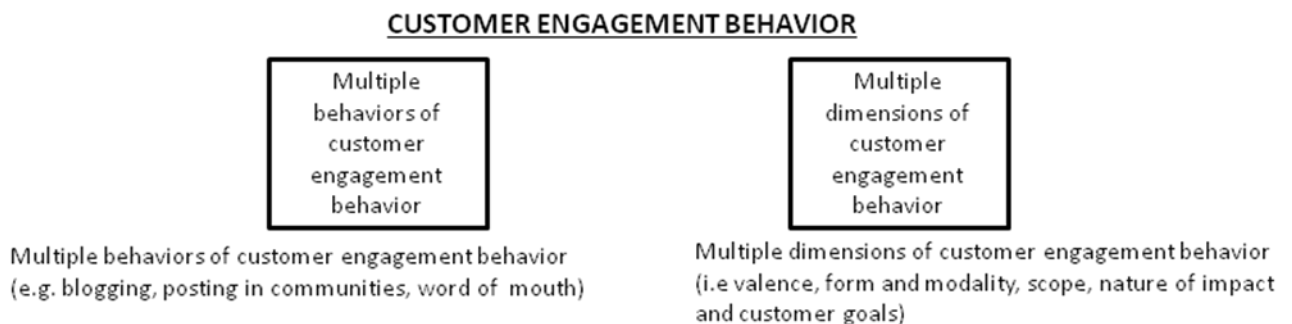 CUSTOMER ENGAGEMENT BEHAVIOR
Multiple
behaviors of
customer
engagement
behavior
Multiple behaviors of customer engagement behavior
(e.g. blogging, posting in communities, word of mouth)
Multiple
dimensions of
customer
engagement
behavior
Multiple dimensions of customer engagement behavior
(i.e valence, form and modality, scope, nature of impact
and customer goals)